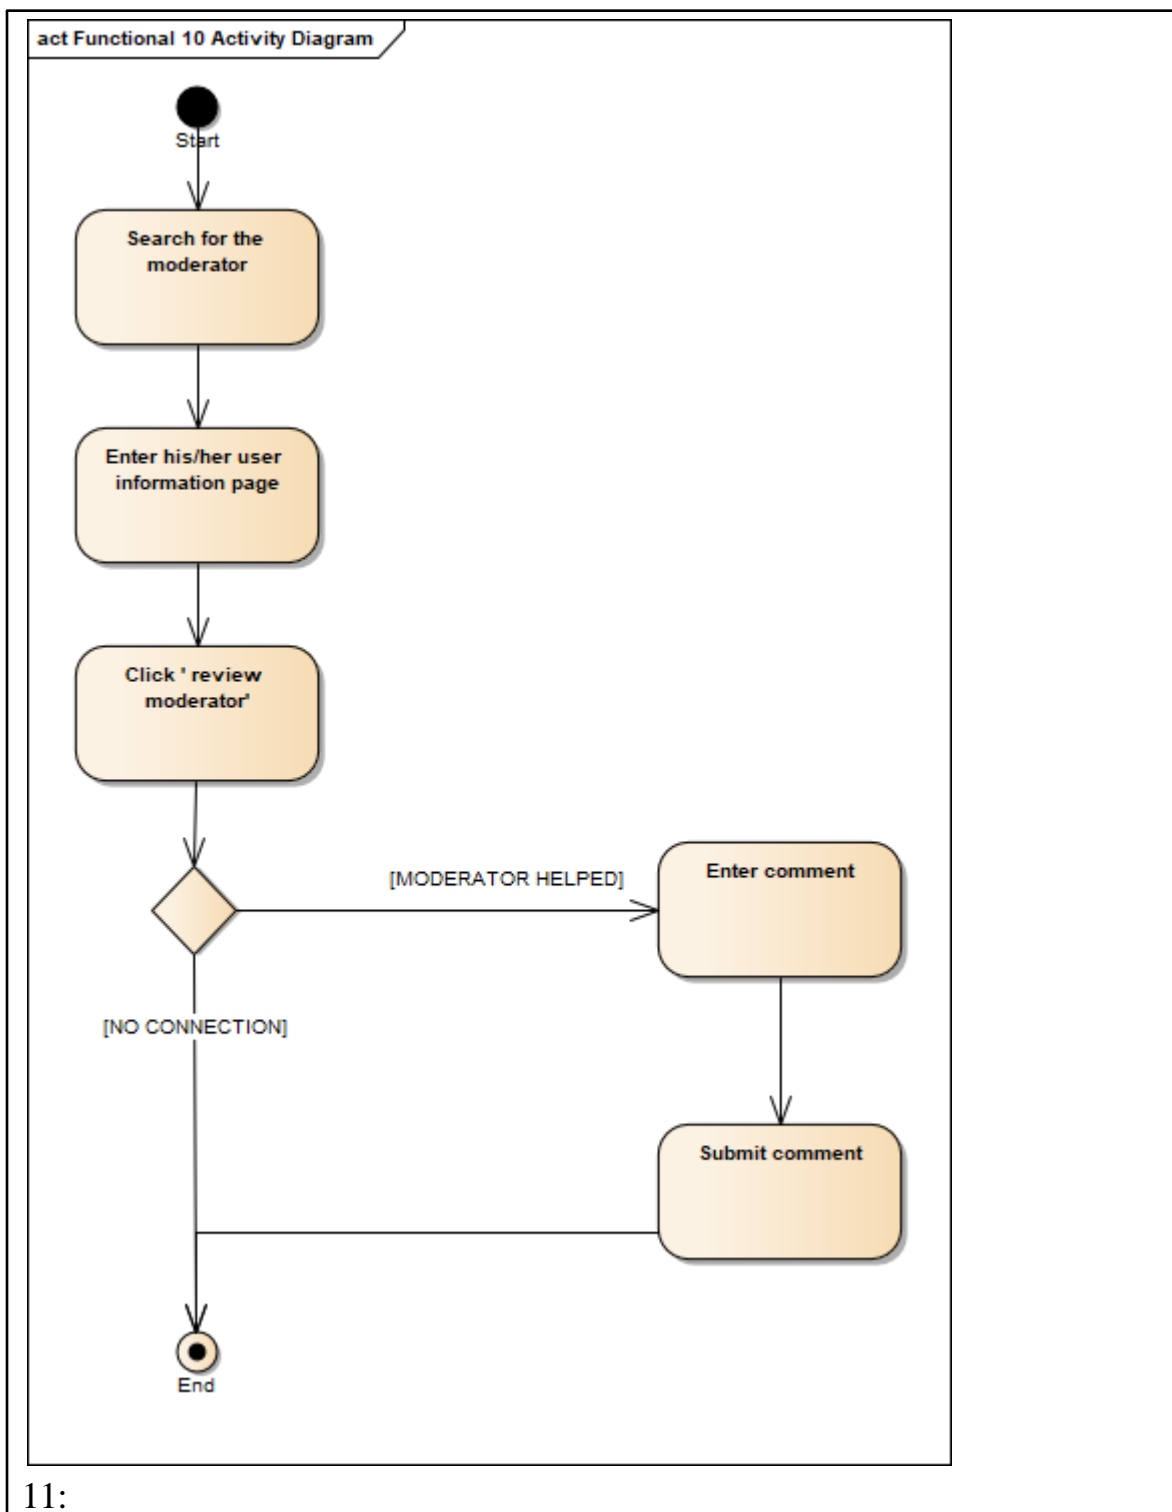 act Functional 10 Activity Diagram
Start
Search for the
moderator
Enter his/her user
information page
Click ' review
moderator'
[MODERATOR HELPED]
Enter comment
[NO CONNECTION]
Submit comment
End
11: